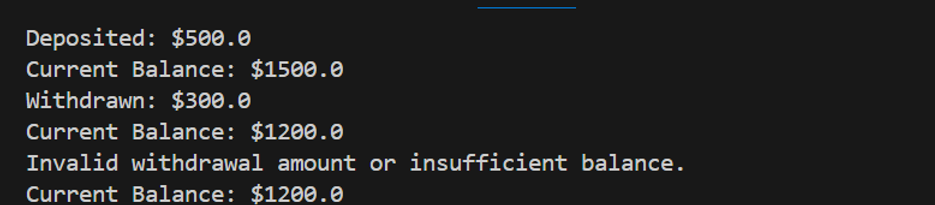 Deposited: $500.0
Current Balance: $1500.0
Withdrawn: $300.0
Current Balance: $1200.0
Invalid withdrawal amount or insufficient balance.
Current Balance: $1200.0